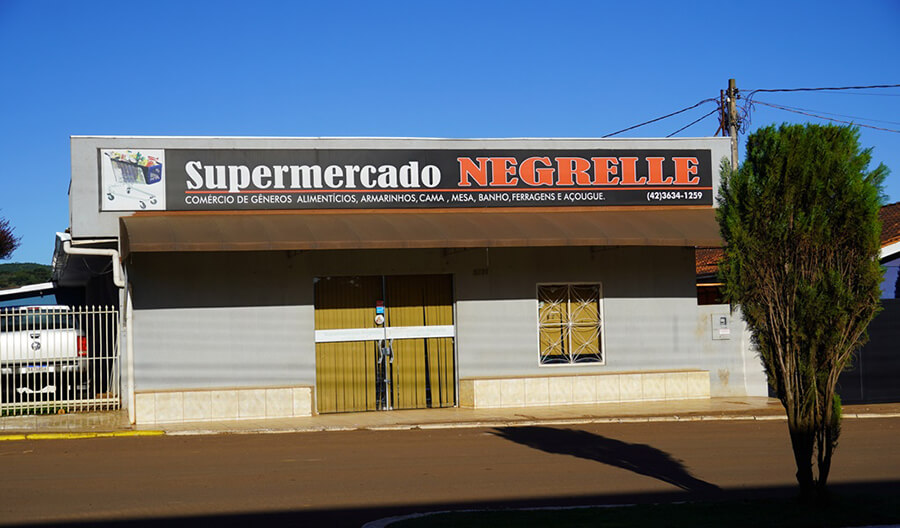 Supermercado NEGRELLE
COMÉRCIO DE GÊNEROS ALIMENTÍCIOS, ARMARINHOS, CAMA , MESA, BANHO, FERRAGENS E AÇOUGUE. (42)3634-1259